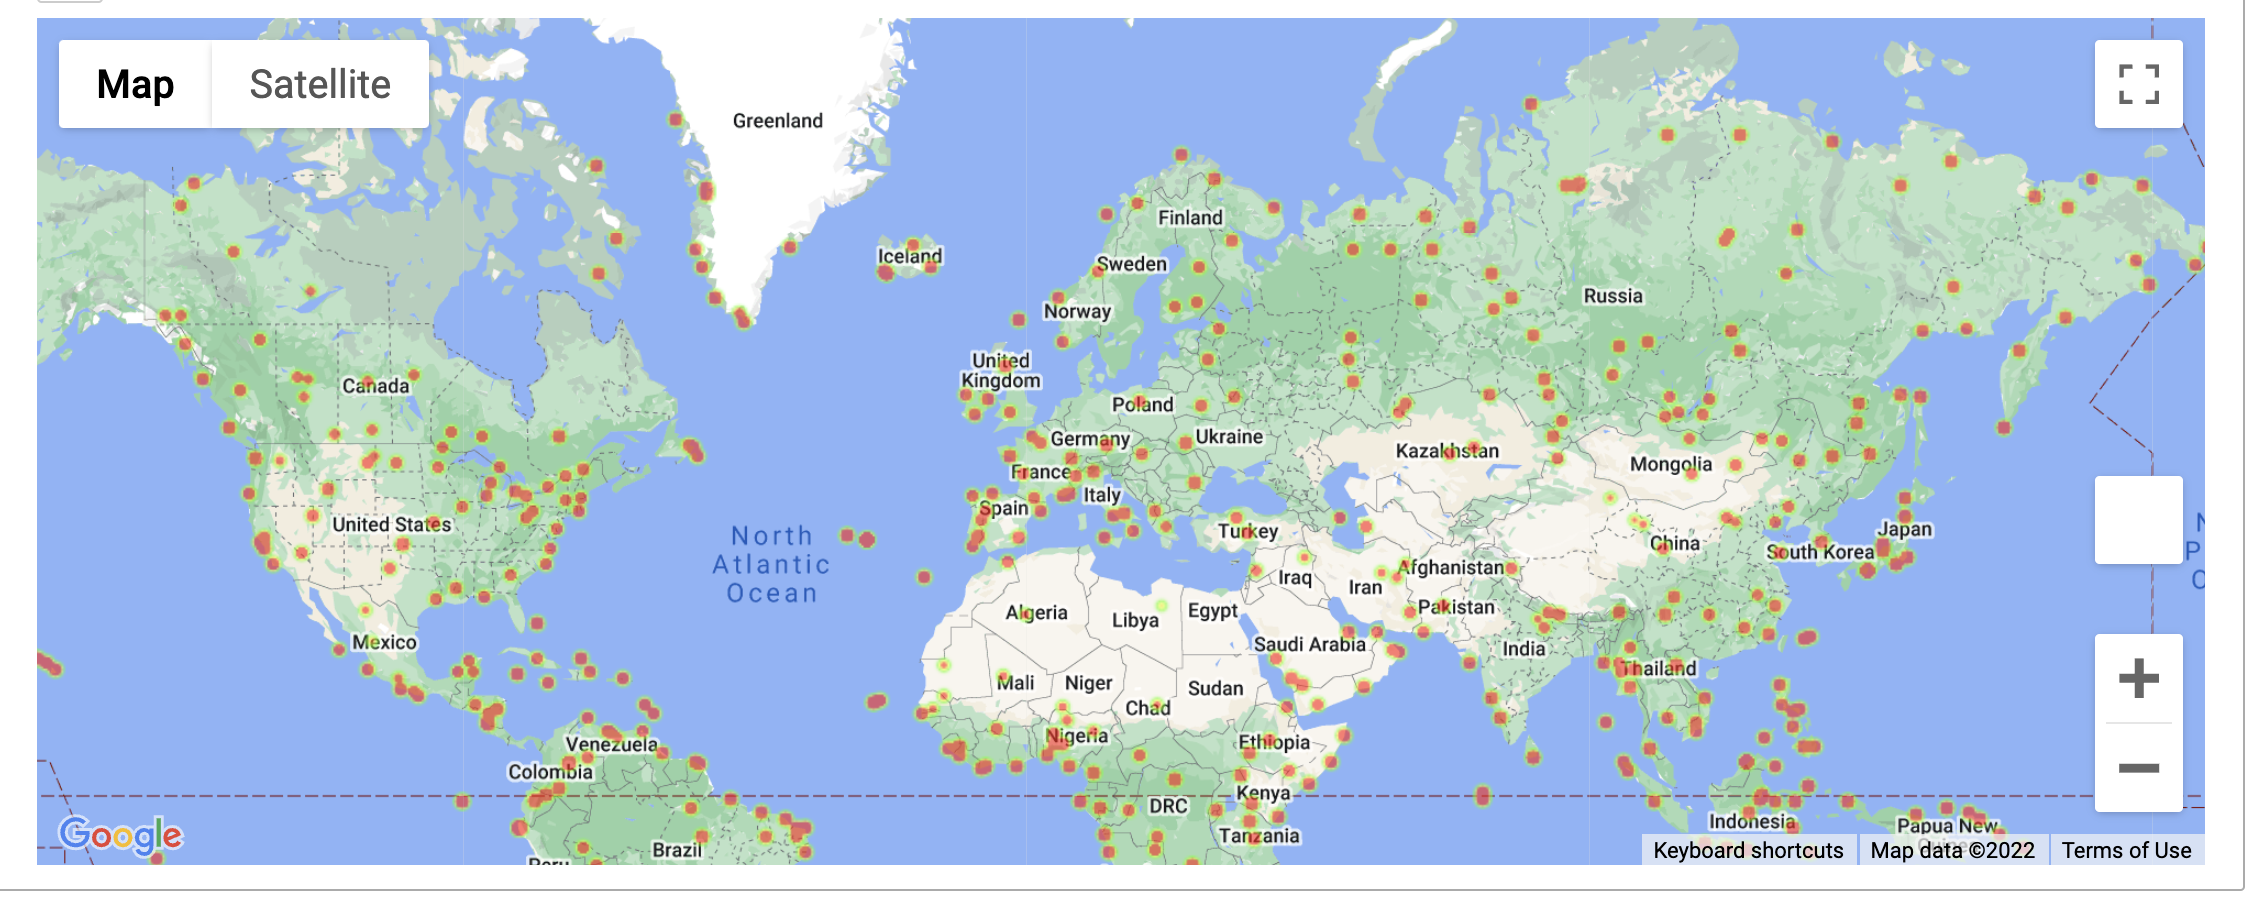 Map
Satellite
Greenland
Finland
Iceland
Sweden
Russia
Norway
United
Kingdom
Canada
Poland
Germany
Ukraine
Kazakhstan
Mongolia
France
Italy
Spain
United States
North
Atlantic
Ocean
Turkey
Japan
China
South Korea
Afghanistan
Iraq
Iran
Algeria
Libya
Egypt
Pakistan
Mexico
Saudi Arabia
India
Thailand
Mali
Niger
Sudan
Chad
Nigeria
Ethiopia
Venezuela
Colombia
Kenya
DRC
Indonesia
Papua New
Google
Tanzania
Brazil
Keyboard shortcuts
Map data ©2022
Terms of Use